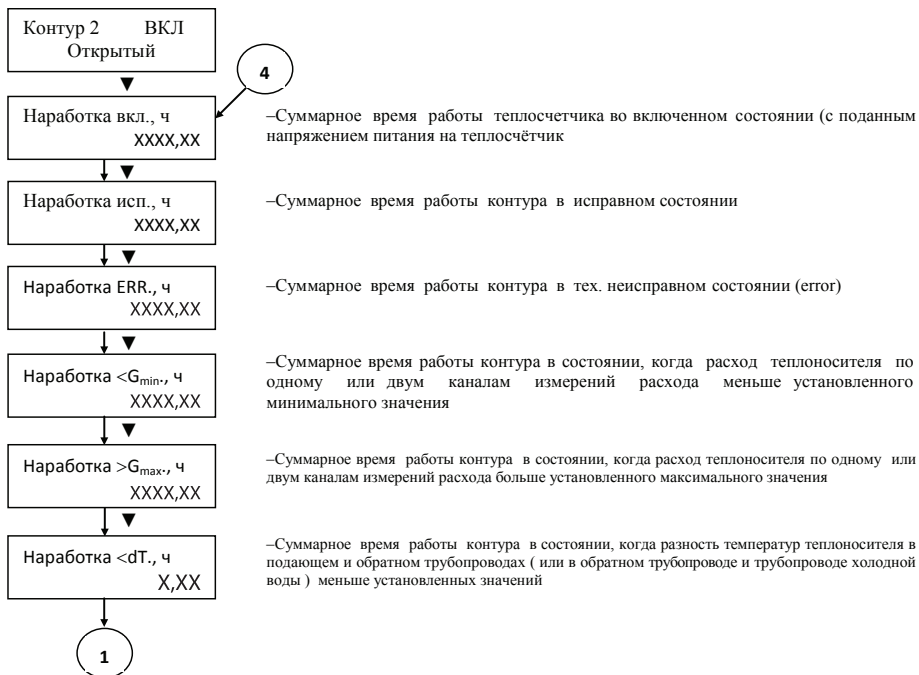 Контур 2 ВКЛ
Открытый
▼
4
Наработка вкл., ч
XXXX,XX
–Суммарное время работы теплосчетчика во включенном состоянии (с поданным
напряжением питания на теплосчётчик
▼
Наработка исп., ч
XXXX,XX
–Суммарное время работы контура в исправном состоянии
▼
Наработка ERR., ч
XXXX,XX
–Суммарное время работы контура в тех. неисправном состоянии (error)
▼
Наработка <Gmin., ч
XXXX,XX
–Суммарное время работы контура в состоянии, когда расход теплоносителя по
одному или двум каналам измерений расхода меньше установленного
минимального значения
▼
Наработка >Gmax., ч
XXXX,XX
–Суммарное время работы контура в состоянии, когда расход теплоносителя по одному или
двум каналам измерений расхода больше установленного максимального значения
▼
Наработка <dT., ч
X,XX
–Суммарное время работы контура в состоянии, когда разность температур теплоносителя в
подающем и обратном трубопроводах ( или в обратном трубопроводе и трубопроводе холодной
воды ) меньше установленных значений
1